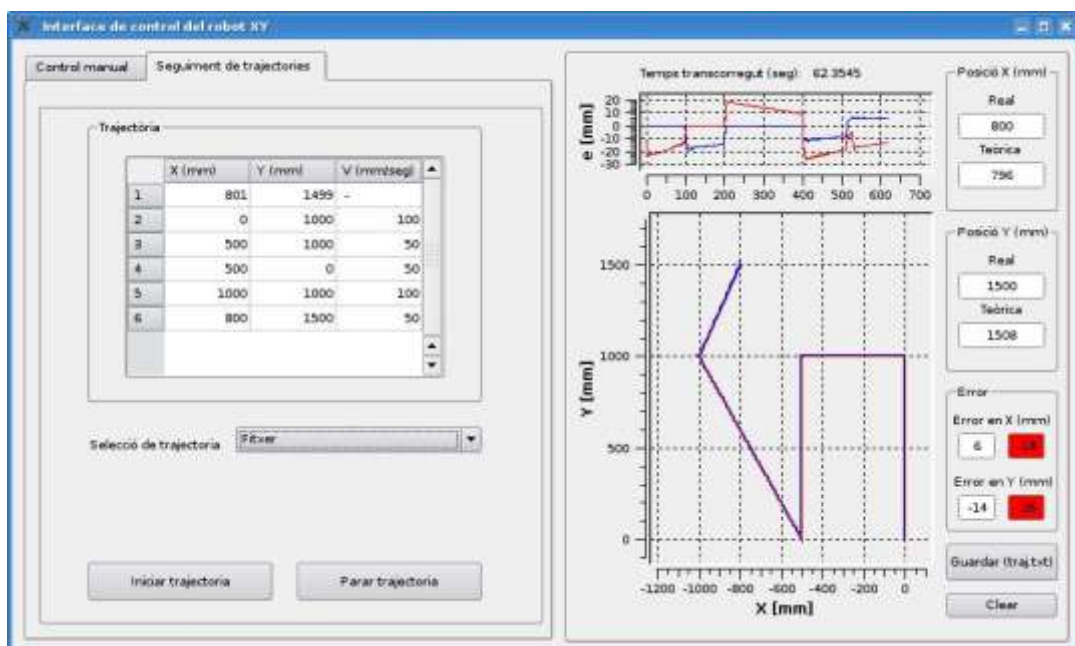 Interface de control del robot XY
Control manual
Seguiment de trajectories
Trajectòria
X (mm) Y (mm) V (mm/seg)
1 801 1499 -
2 0 1000 100
3 500 1000 50
4 500 0 50
5 1000 1000 100
6 800 1500 50
Selecció de trajectoria Fitxer
Iniciar trajectoria Parar trajectoria
Temps transcorregut (seg): 62.3545
e [mm]
20
10
0
-10
-20
-30
0 100 200 300 400 500 600 700
Y [mm]
1500
1000
500
0
-1200 -1000 -800 -600 -400 -200 0
X [mm]
Posició X (mm)
Real
800
Teòrica
796
Posició Y (mm)
Real
1500
Teòrica
1508
Error
Error en X (mm)
6
Error en Y (mm)
-14
Guardar (traj.txt)
Clear